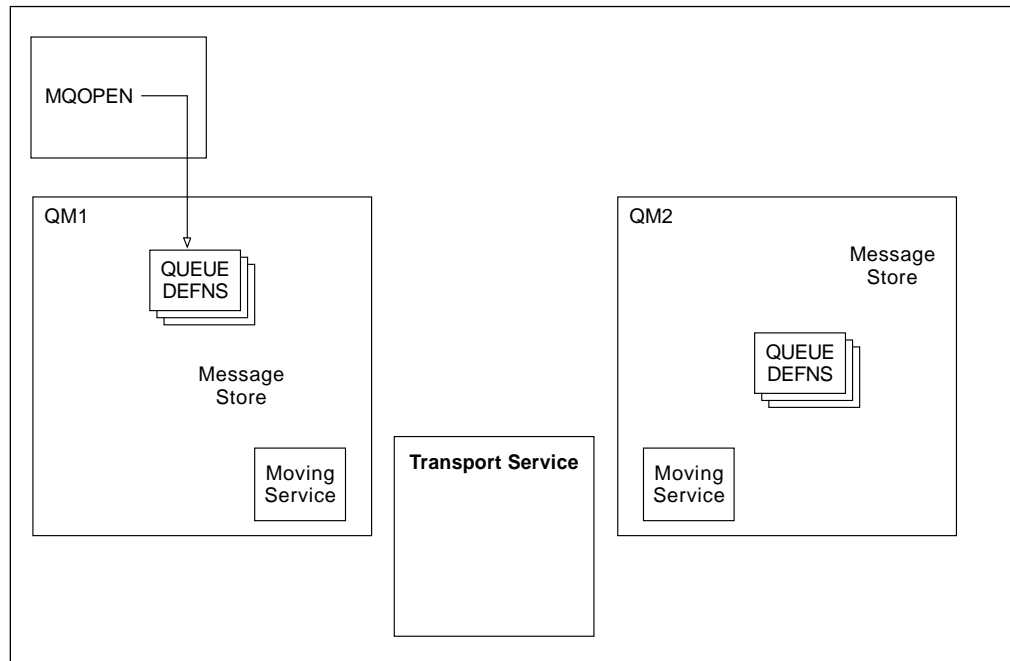 MQOPEN
QM1
QUEUE
DEFNS
Message
Store
Moving
Service
Transport Service
QM2
Message
Store
QUEUE
DEFNS
Moving
Service